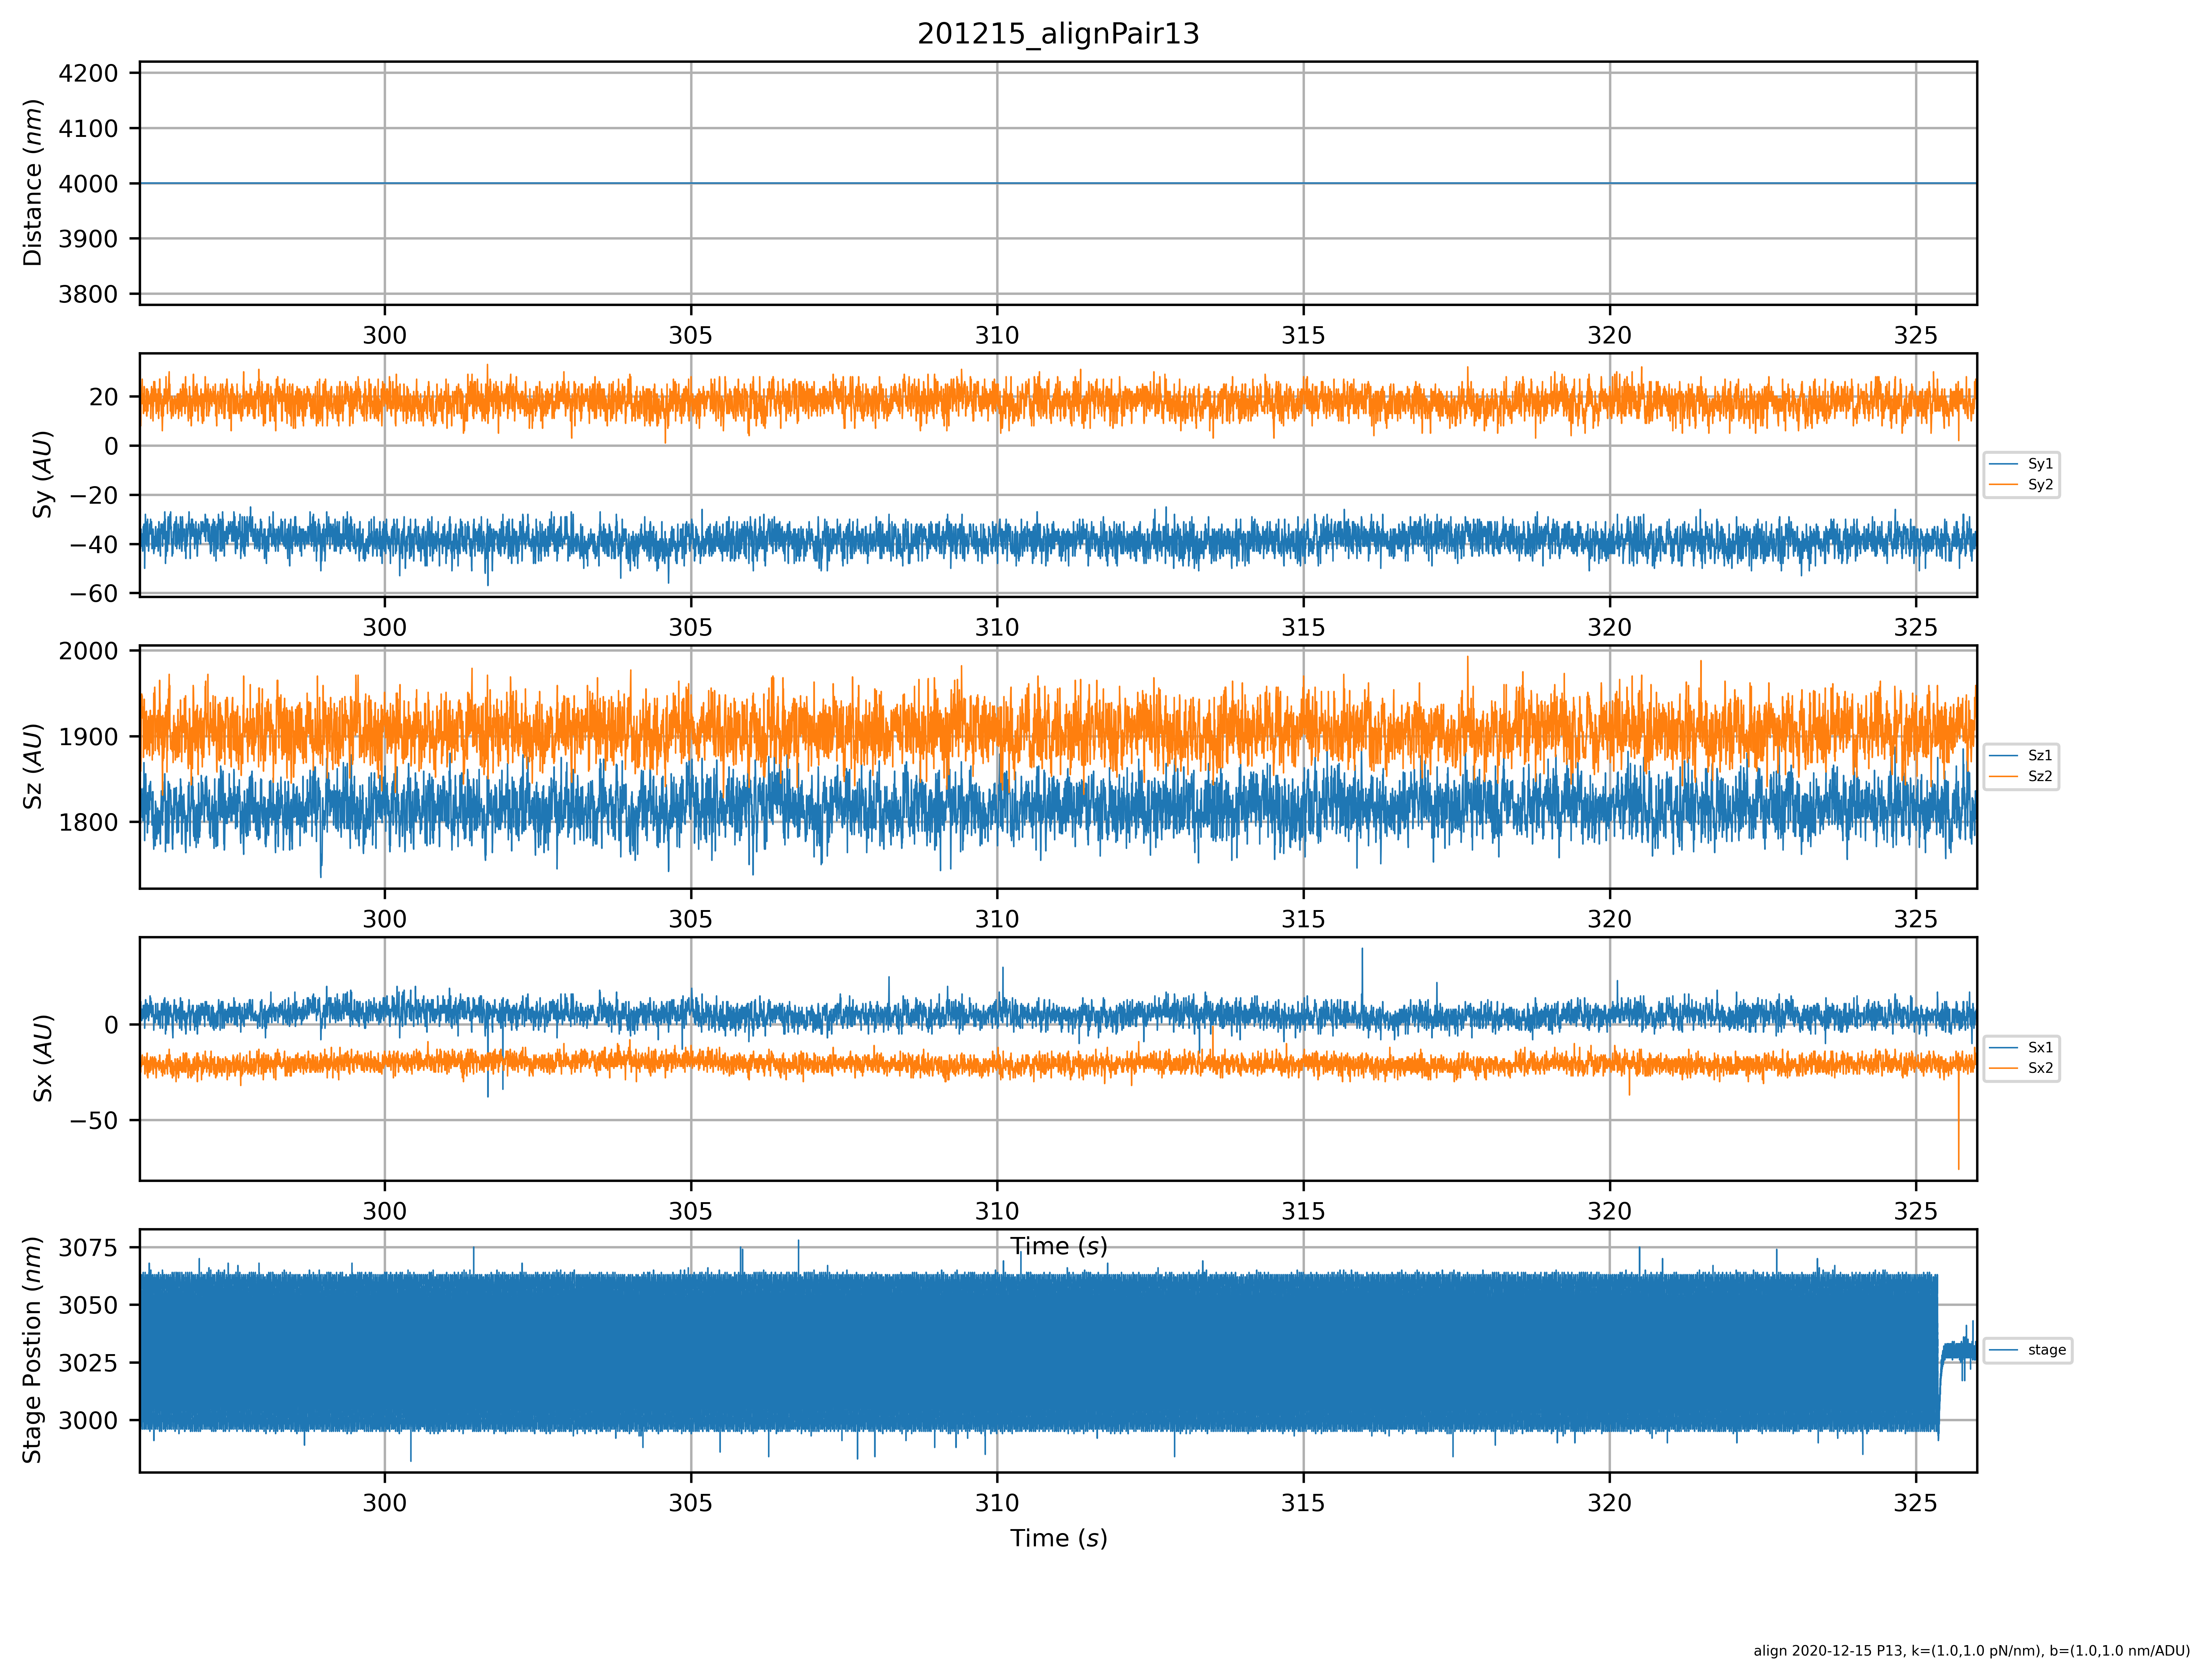 201215_alignPair13
Distance (nm)
4200
4100
4000
3900
3800
300 305 310 315 320 325
Sy (AU)
20
0
−20
−40
−60
Sy1
Sy2
300 305 310 315 320 325
Sz (AU)
2000
1900
1800
Sz1
Sz2
300 305 310 315 320 325
Sx (AU)
0
−50
Sx1
Sx2
300 305 310 315 320 325
Time (s)
Stage Postion (nm)
3075
3050
3025
3000
stage
300 305 310 315 320 325
Time (s)
align 2020-12-15 P13, k=(1.0,1.0 pN/nm), b=(1.0,1.0 nm/ADU)